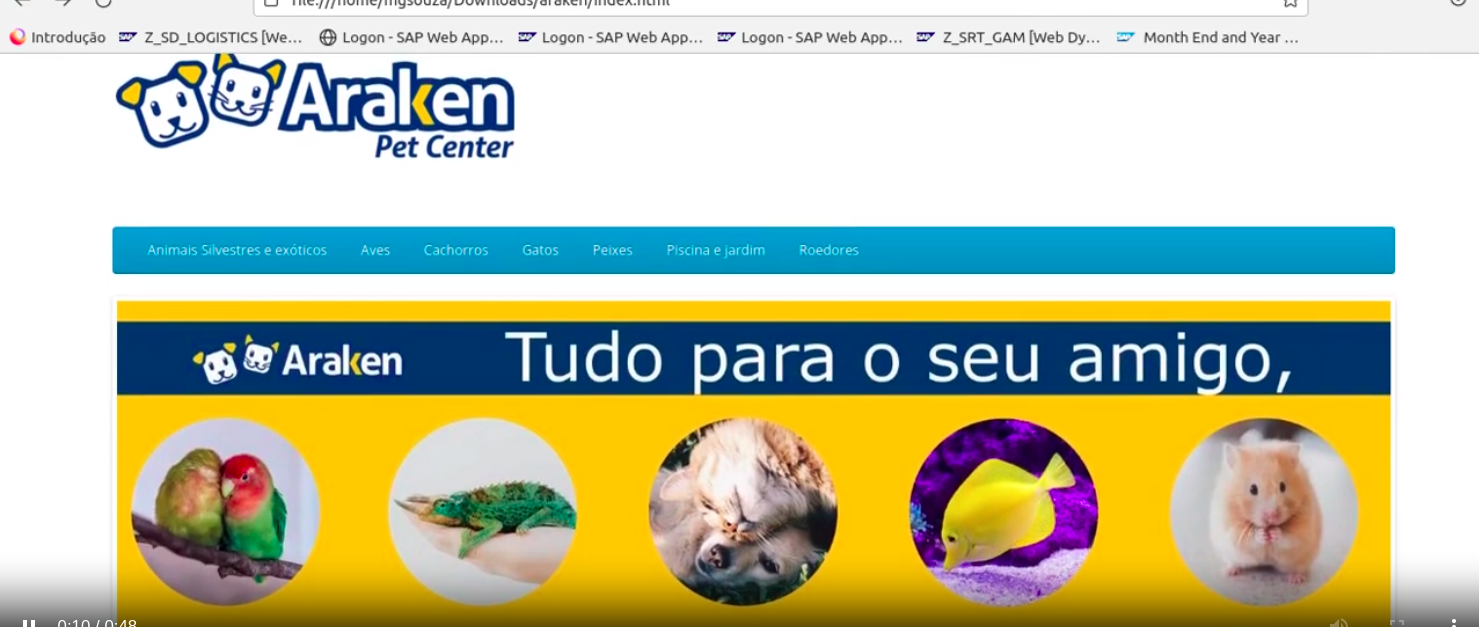 file:///home/mgsouza/Downloads/araken/index.html
Introdução Z_SD_LOGISTICS [We... Logon - SAP Web App... Logon - SAP Web App... Logon - SAP Web App... Z_SRT_GAM [Web Dy... Month End and Year ...
Araken
Pet Center
Animais Silvestres e exóticos Aves Cachorros Gatos Peixes Piscina e jardim Roedores
Araken Tudo para o seu amigo,
0:10 / 0:48